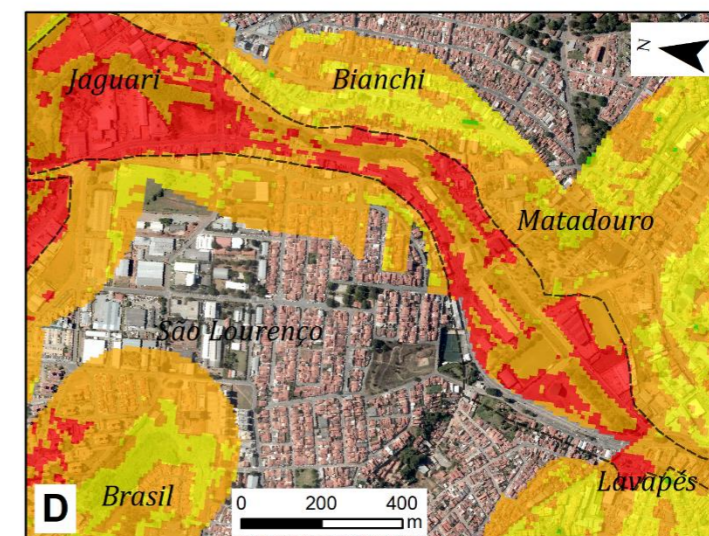 N
Jaguari
Bianchi
Matadouro
São Lourenço
Lavapés
Brasil
D
0 200 400
m